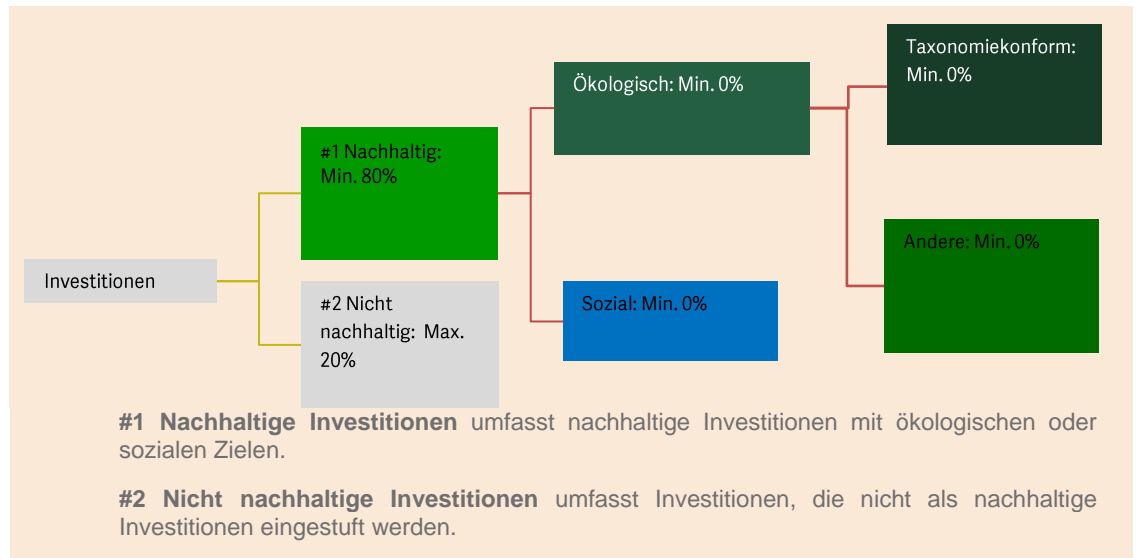 Taxonomiekonform:
Min. 0%
Ökologisch: Min. 0%
#1 Nachhaltig:
Min. 80%
Andere: Min. 0%
Investitionen
#2 Nicht
nachhaltig: Max.
20%
Sozial: Min. 0%
#1 Nachhaltige Investitionen umfasst nachhaltige Investitionen mit ökologischen oder
sozialen Zielen.
#2 Nicht nachhaltige Investitionen umfasst Investitionen, die nicht als nachhaltige
Investitionen eingestuft werden.